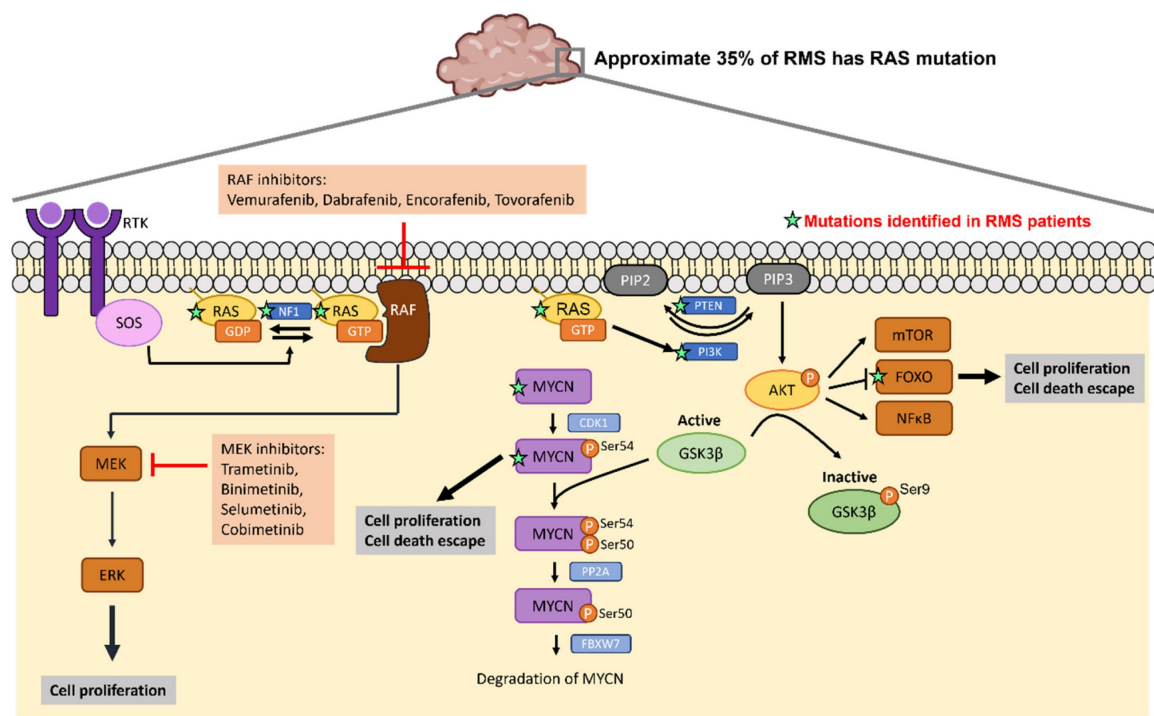 Approximate 35% of RMS has RAS mutation
RAF inhibitors:
Vemurafenib, Dabrafenib, Encorafenib, Tovorafenib
RTK
Mutations identified in RMS patients
SOS
RAS
GDP
NF1
RAS
GTP
RAF
RAS
GTP
PIP2
PTEN
PI3K
PIP3
AKT
P
mTOR
FOXO
NFκB
Cell proliferation
Cell death escape
MEK
MEK inhibitors:
Trametinib,
Binimetinib,
Selumetinib,
Cobimetinib
ERK
Cell proliferation
MYCN
CDK1
MYCN
P
Ser54
Cell proliferation
Cell death escape
Active
GSK3β
Inactive
GSK3β
P
Ser9
MYCN
P
Ser54
P
Ser50
PP2A
MYCN
P
Ser50
FBXW7
Degradation of MYCN